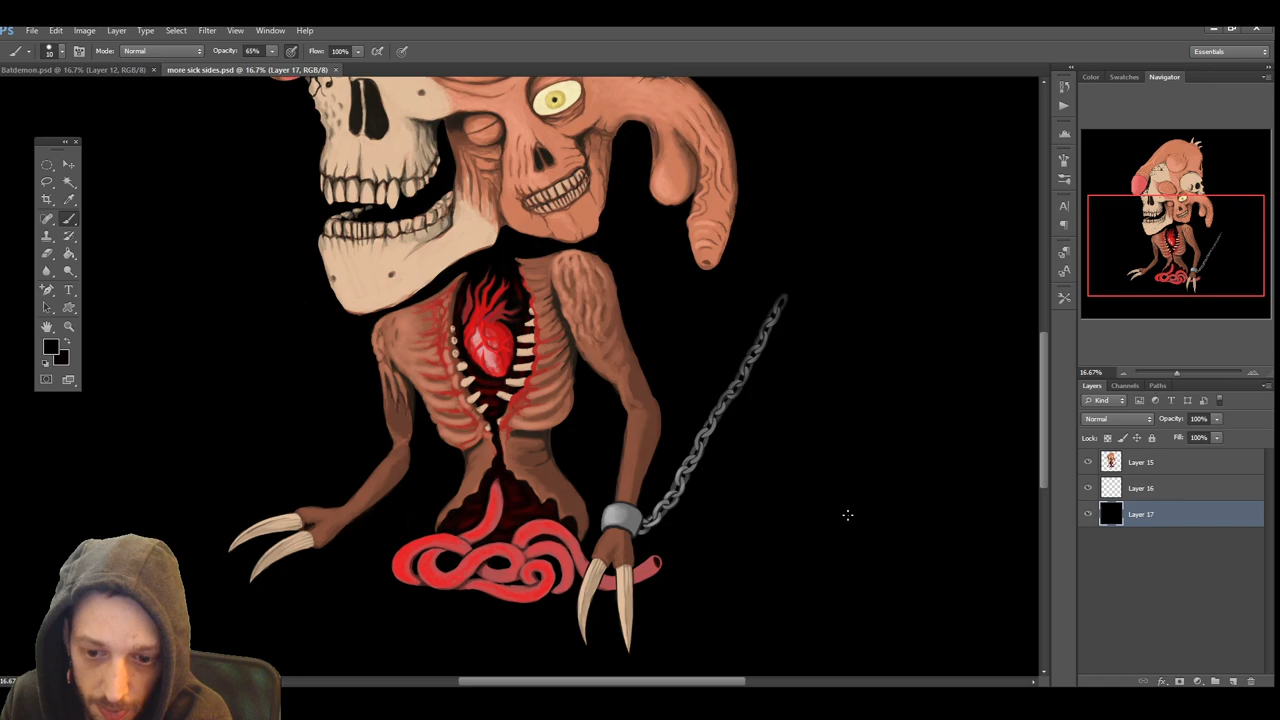 Ps File Edit Image Layer Type Select Filter View Window Help
10 Mode: Normal Opacity: 65% Flow: 100% Essentials
Batdemon.psd @ 16.7% (Layer 12, RGB/8) × more sick sides.psd @ 16.7% (Layer 17, RGB/8) ×
Color Swatches Navigator
16.67%
Layers Channels Paths
Kind
Normal Opacity: 100%
Lock: Fill: 100%
Layer 15
Layer 16
Layer 17